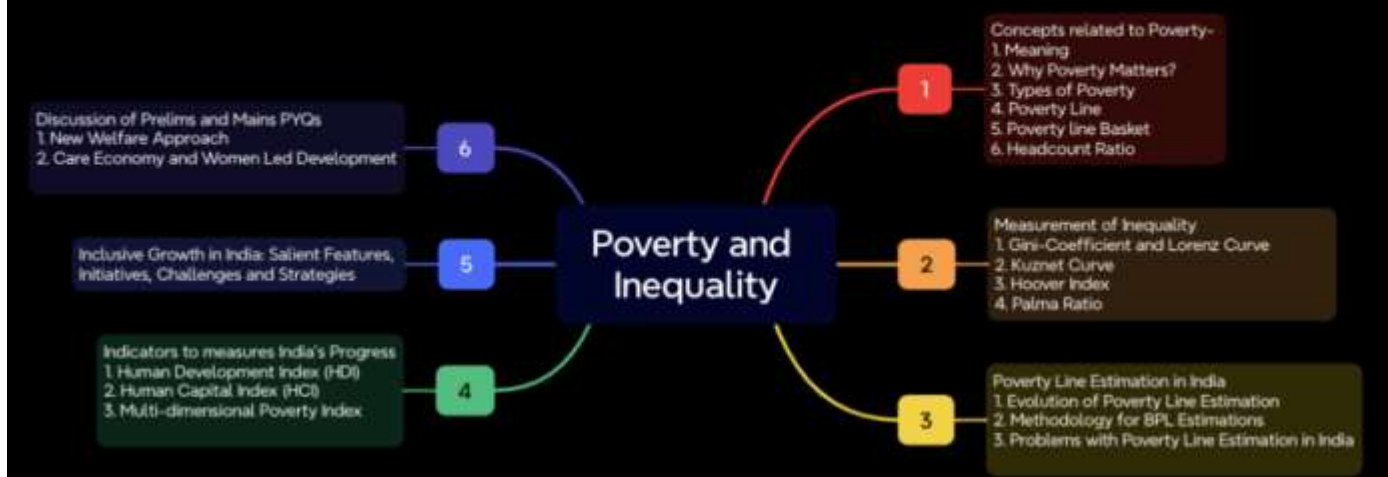 Poverty and
Inequality
1
Concepts related to Poverty-
1. Meaning
2. Why Poverty Matters?
3. Types of Poverty
4. Poverty Line
5. Poverty line Basket
6. Headcount Ratio
2
Measurement of Inequality
1. Gini-Coefficient and Lorenz Curve
2. Kuznet Curve
3. Hoover Index
4. Palma Ratio
3
Poverty Line Estimation in India
1. Evolution of Poverty Line Estimation
2. Methodology for BPL Estimations
3. Problems with Poverty Line Estimation in India
4
Indicators to measures India's Progress
1. Human Development Index (HDI)
2. Human Capital Index (HCI)
3. Multi-dimensional Poverty Index
5
Inclusive Growth in India: Salient Features,
Initiatives, Challenges and Strategies
6
Discussion of Prelims and Mains PYQs
1. New Welfare Approach
2. Care Economy and Women Led Development